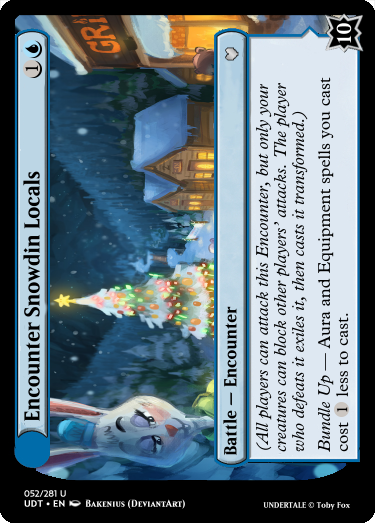 Encounter Snowdin Locals
1
GRI
Battle — Encounter
10
(All players can attack this Encounter, but only your
creatures can block other players' attacks. The player
who defeats it exiles it, then casts it transformed.)
Bundle Up — Aura and Equipment spells you cast
cost 1 less to cast.
052/281 U
UDT • EN Bakenius (DeviantArt)
UNDERTALE © Toby Fox